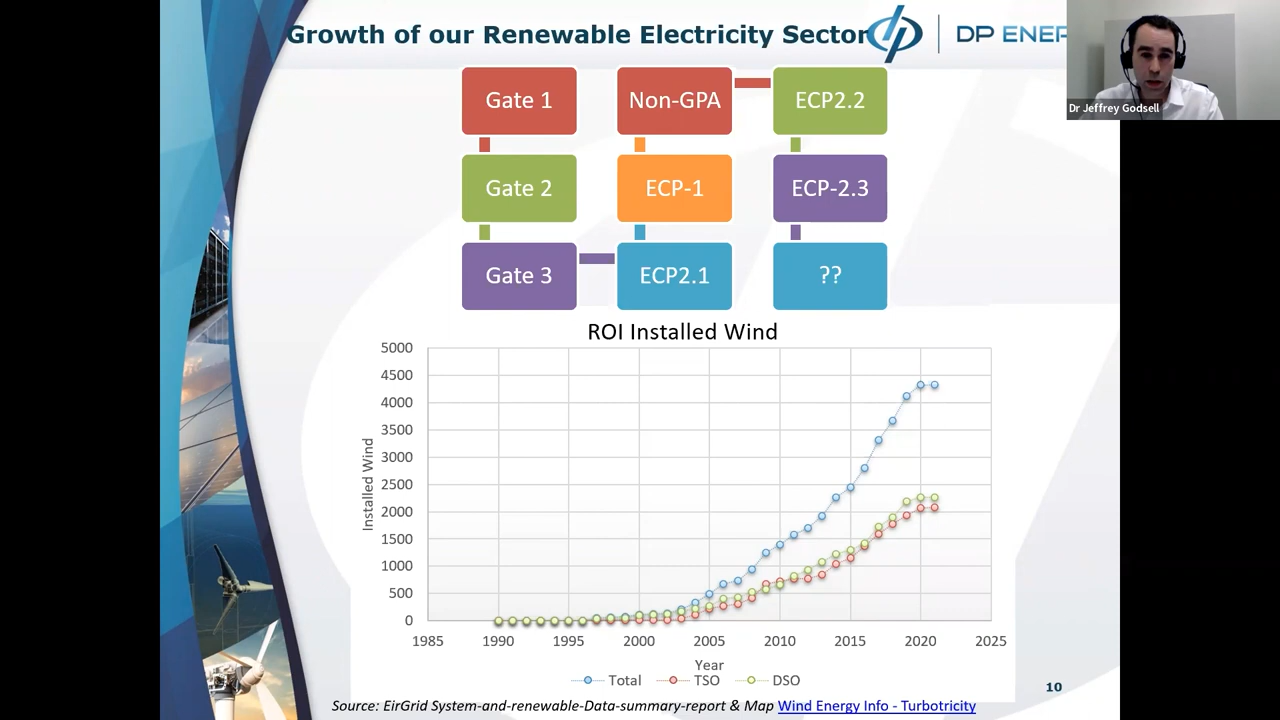 Growth of our Renewable Electricity Sector
DP ENER
Dr Jeffrey Godsell
Gate 1
Non-GPA
ECP2.2
Gate 2
ECP-1
ECP-2.3
Gate 3
ECP2.1
??
ROI Installed Wind
5000
4500
4000
3500
3000
2500
2000
1500
1000
500
0
Installed Wind
1985 1990 1995 2000 2005 2010 2015 2020 2025
Year
Total TSO DSO
10
Source: EirGrid System-and-renewable-Data-summary-report & Map Wind Energy Info - Turbotricity